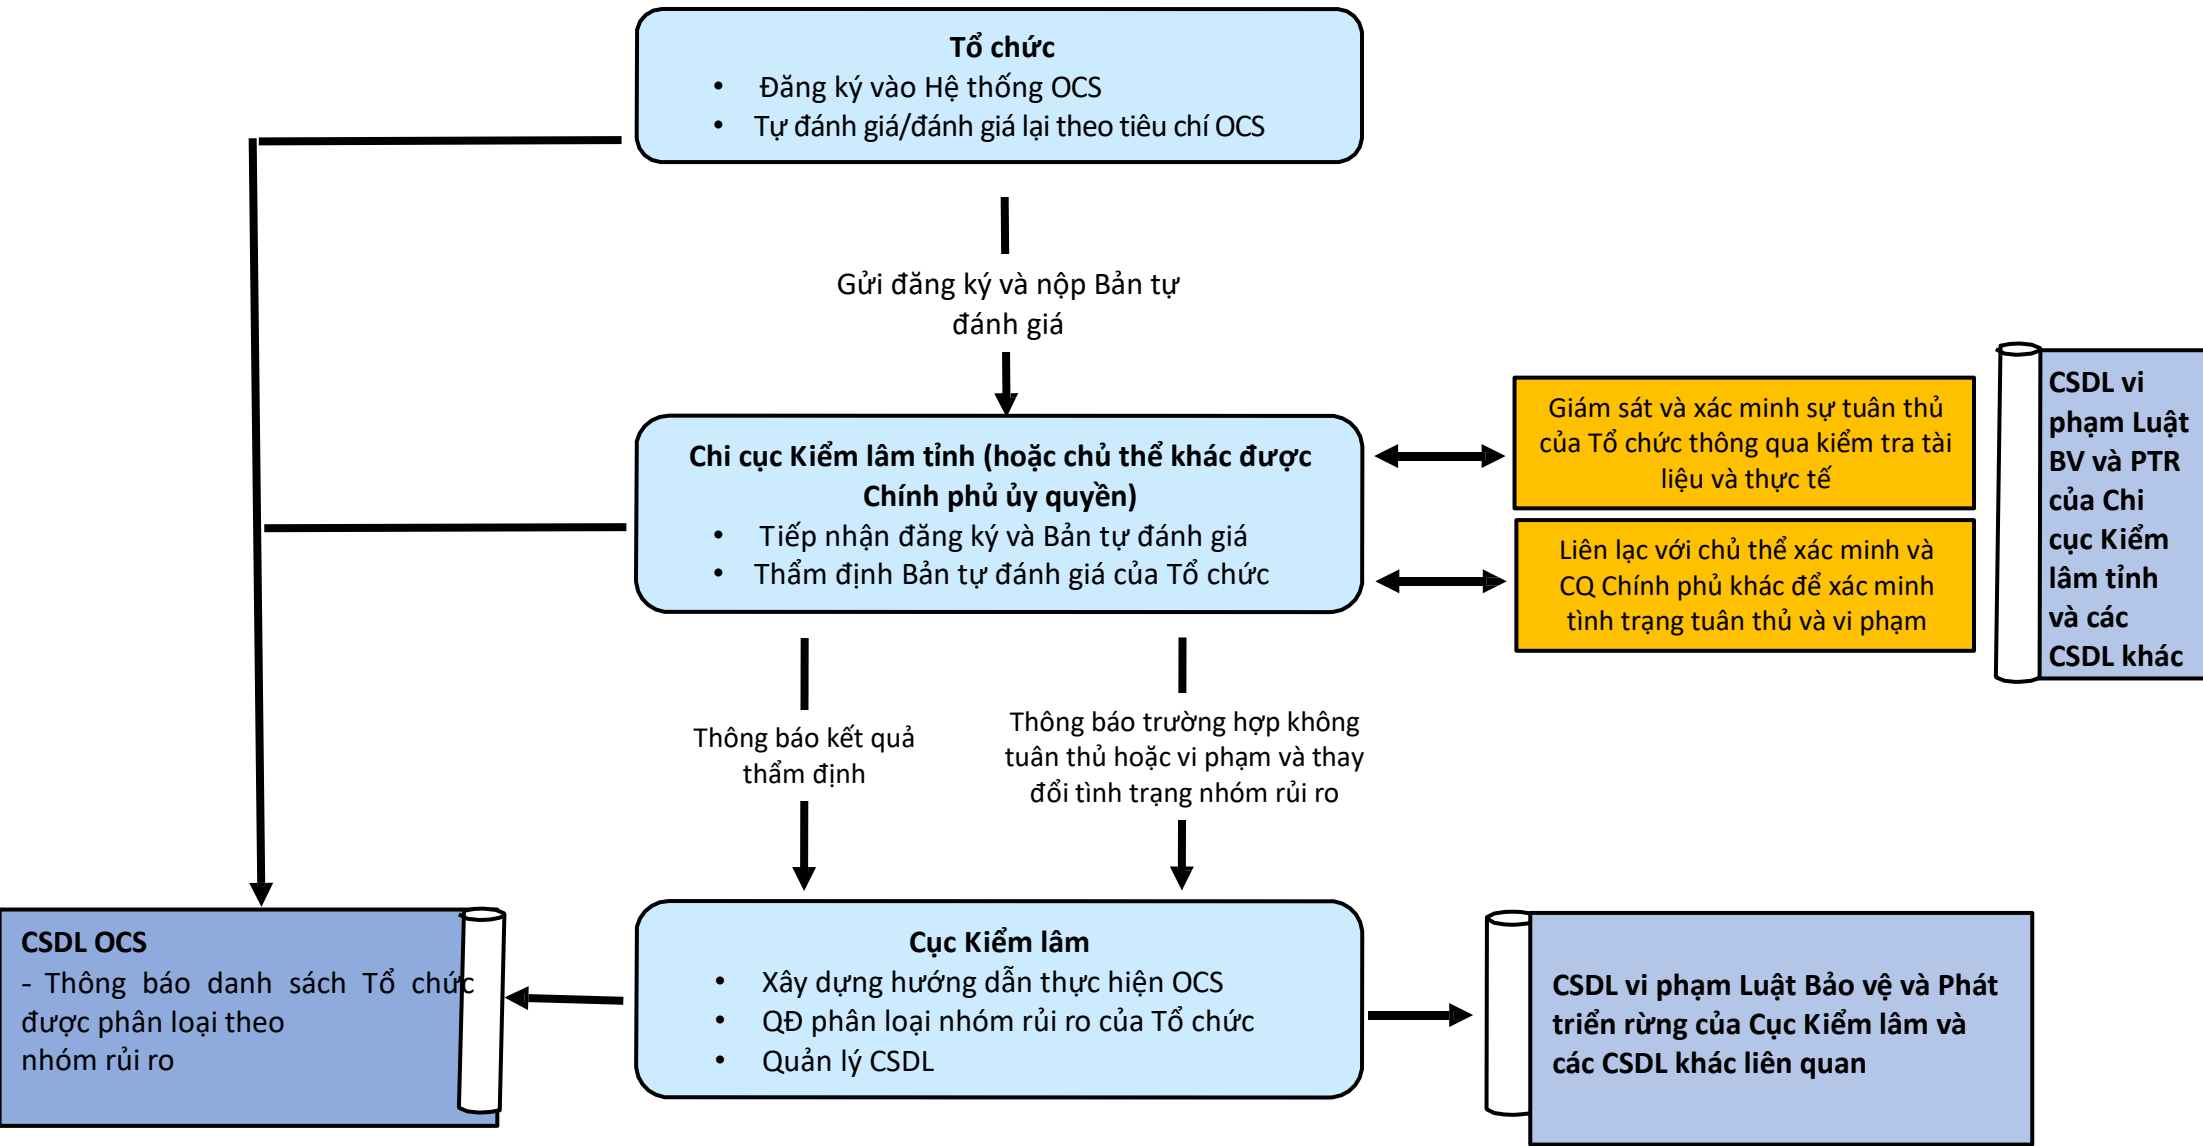 Tổ chức
• Đăng ký vào Hệ thống OCS
• Tự đánh giá/đánh giá lại theo tiêu chí OCS
Gửi đăng ký và nộp Bản tự
đánh giá
Chi cục Kiểm lâm tỉnh (hoặc chủ thể khác được
Chính phủ ủy quyền)
• Tiếp nhận đăng ký và Bản tự đánh giá
• Thẩm định Bản tự đánh giá của Tổ chức
Giám sát và xác minh sự tuân thủ
của Tổ chức thông qua kiểm tra tài
liệu và thực tế
Liên lạc với chủ thể xác minh và
CQ Chính phủ khác để xác minh
tình trạng tuân thủ và vi phạm
CSDL vi
phạm Luật
BV và PTR
của Chi
cục Kiểm
lâm tỉnh
và các
CSDL khác
Thông báo kết quả
thẩm định
Thông báo trường hợp không
tuân thủ hoặc vi phạm và thay
đổi tình trạng nhóm rủi ro
CSDL OCS
- Thông báo danh sách Tổ chức
được phân loại theo
nhóm rủi ro
Cục Kiểm lâm
• Xây dựng hướng dẫn thực hiện OCS
• QĐ phân loại nhóm rủi ro của Tổ chức
• Quản lý CSDL
CSDL vi phạm Luật Bảo vệ và Phát
triển rừng của Cục Kiểm lâm và
các CSDL khác liên quan